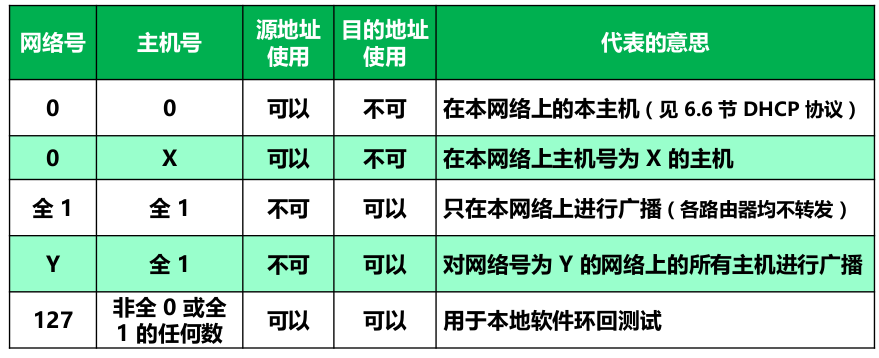 网络号 主机号 源地址使用 目的地址使用 代表的意思
0 0 可以 不可 在本网络上的本主机（见 6.6 节 DHCP 协议）
0 X 可以 不可 在本网络上主机号为 X 的主机
全 1 全 1 不可 可以 只在本网络上进行广播（各路由器均不转发）
Y 全 1 不可 可以 对网络号为 Y 的网络上的所有主机进行广播
127 非全 0 或全 1 的任何数 可以 可以 用于本地软件环回测试